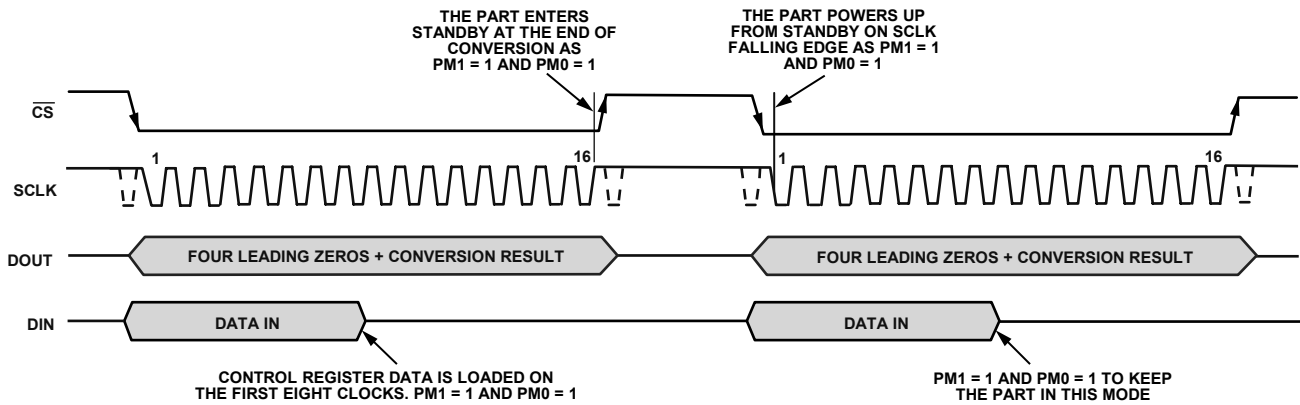 THE PART ENTERS
STANDBY AT THE END OF
CONVERSION AS
PM1 = 1 AND PM0 = 1
THE PART POWERS UP
FROM STANDBY ON SCLK
FALLING EDGE AS PM1 = 1
AND PM0 = 1
CS
1
16
1
16
SCLK
DOUT
FOUR LEADING ZEROS + CONVERSION RESULT
FOUR LEADING ZEROS + CONVERSION RESULT
DIN
DATA IN
DATA IN
CONTROL REGISTER DATA IS LOADED ON
THE FIRST EIGHT CLOCKS. PM1 = 1 AND PM0 = 1
PM1 = 1 AND PM0 = 1 TO KEEP
THE PART IN THIS MODE